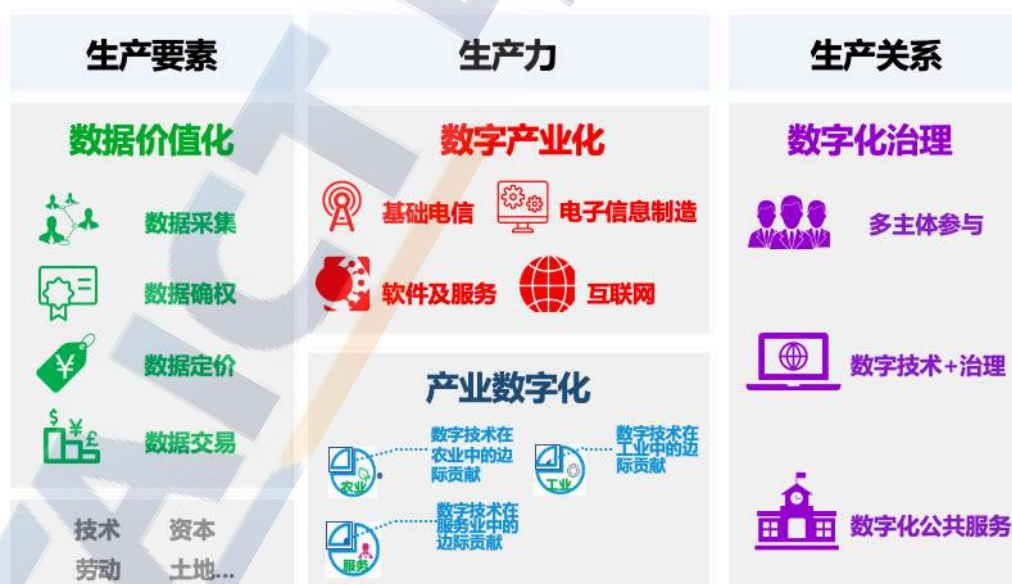 生产要素
数据价值化
数据采集
数据确权
数据定价
数据交易
技术 资本
劳动 土地...
生产力
数字产业化
基础电信 电子信息制造
软件及服务 互联网
产业数字化
数字技术在
农业中的边
际贡献
农业
数字技术在
工业中的边
际贡献
工业
数字技术在
服务业中的
边际贡献
服务
生产关系
数字化治理
多主体参与
数字技术+治理
数字化公共服务